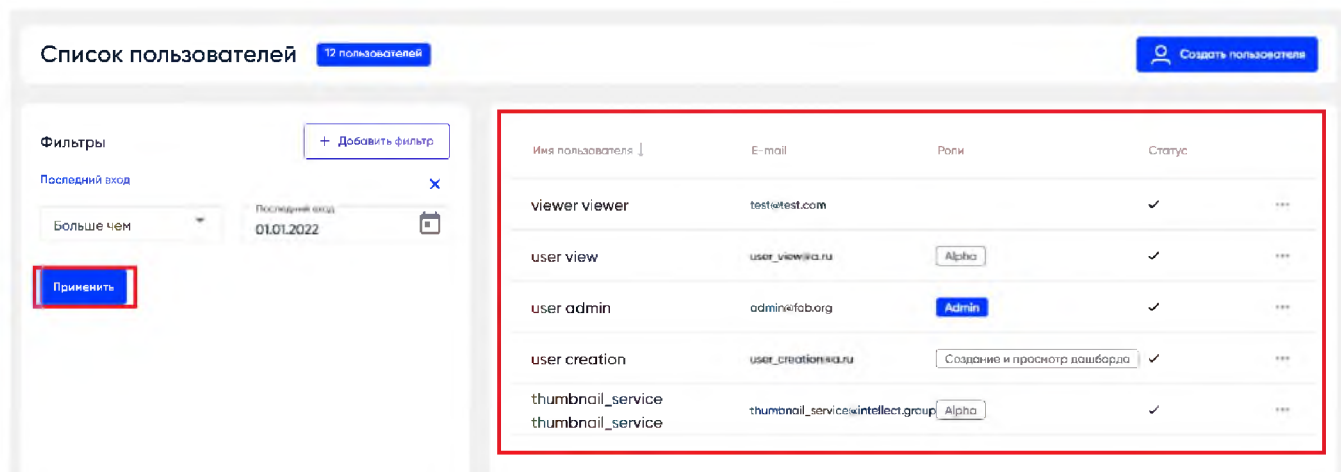 Список пользователей 12 пользователей
Создать пользователя
Фильтры
+ Добавить фильтр
Последний вход
Больше чем
Последний вход
01.01.2022
Применить
Имя пользователя ↓ E-mail Роли Статус
viewer viewer test@test.com
user view user_view@a.ru Alpha
user admin admin@fab.org Admin
user creation user_creation@a.ru Создание и просмотр дашборда
thumbnail_service
thumbnail_service thumbnail_service@intellect.group Alpha